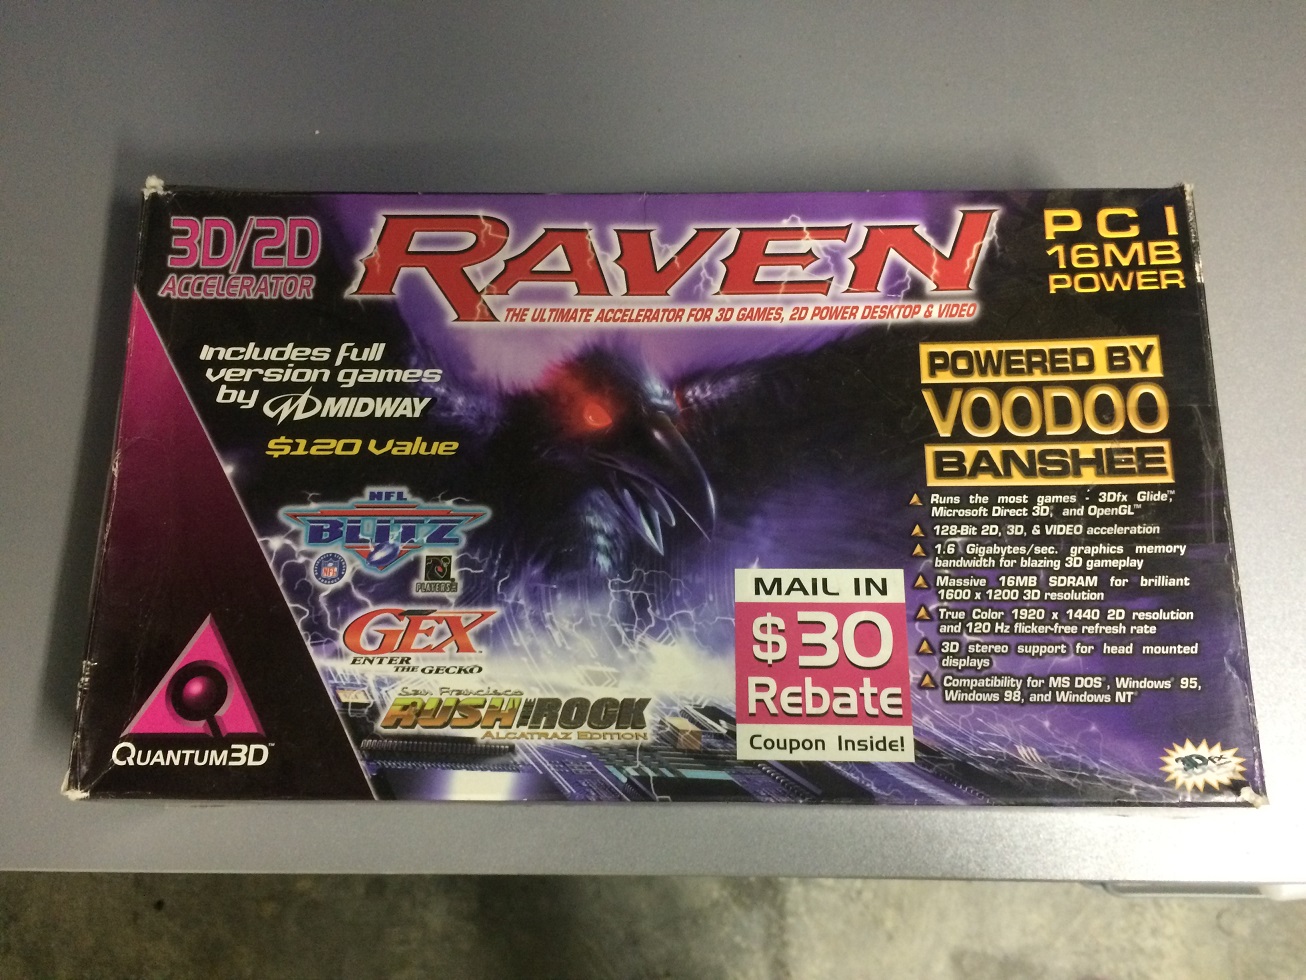 3D/2D
ACCELERATOR
RAVEN
THE ULTIMATE ACCELERATOR FOR 3D GAMES, 2D POWER DESKTOP & VIDEO
PCI
16MB
POWER
Includes full
version games
by MIDWAY
$120 Value
NFL
BLITZ
NFL
PLAYERS
GEX
ENTER
THE GECKO
San Francisco
RUSH THE ROCK
ALCATRAZ EDITION
QUANTUM3D™
MAIL IN
$30
Rebate
Coupon Inside!
POWERED BY
VOODOO
BANSHEE
Runs the most games - 3Dfx Glide™,
Microsoft Direct 3D, and OpenGL™
128-Bit 2D, 3D, & VIDEO acceleration
1.6 Gigabytes/sec. graphics memory
bandwidth for blazing 3D gameplay
Massive 16MB SDRAM for brilliant
1600 x 1200 3D resolution
True Color 1920 x 1440 2D resolution
and 120 Hz flicker-free refresh rate
3D stereo support for head mounted
displays
Compatibility for MS DOS®, Windows® 95,
Windows 98, and Windows NT®
3Dfx